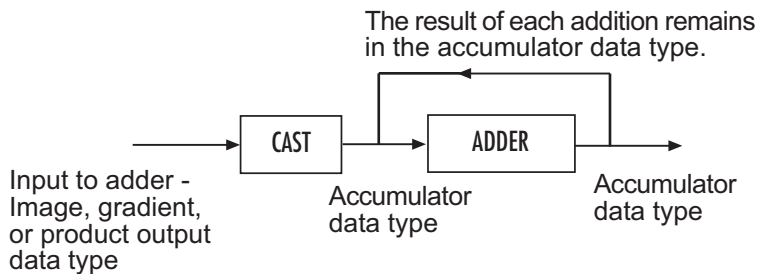 The result of each addition remains
in the accumulator data type.
CAST
ADDER
Input to adder -
Image, gradient,
or product output
data type
Accumulator
data type
Accumulator
data type